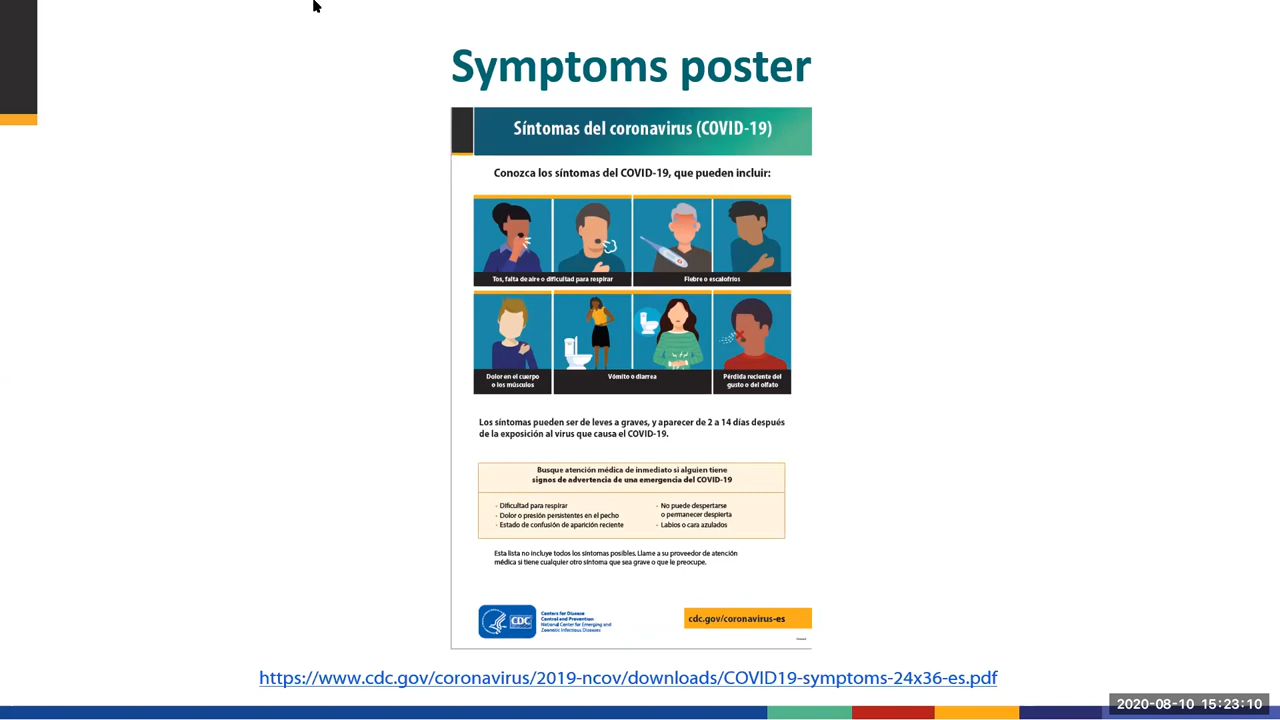 Symptoms poster
Síntomas del coronavirus (COVID-19)
Conozca los síntomas del COVID-19, que pueden incluir:
Tos, falta de aire o dificultad para respirar
Fiebre o escalofríos
Dolor en el cuerpo
o los músculos
Vómito o diarrea
Pérdida reciente del
gusto o del olfato
Los síntomas pueden ser de leves a graves, y aparecer de 2 a 14 días después
de la exposición al virus que causa el COVID-19.
Busque atención médica de inmediato si alguien tiene
signos de advertencia de una emergencia del COVID-19
· Dificultad para respirar
· Dolor o presión persistentes en el pecho
· Estado de confusión de aparición reciente
· No puede despertarse
o permanecer despierta
· Labios o cara azulados
Esta lista no incluye todos los síntomas posibles. Llame a su proveedor de atención
médica si tiene cualquier otro síntoma que sea grave o que le preocupe.
CDC
Centers for Disease
Control and Prevention
National Center for Emerging and
Zoonotic Infectious Diseases
cdc.gov/coronavirus-es
https://www.cdc.gov/coronavirus/2019-ncov/downloads/COVID19-symptoms-24x36-es.pdf
2020-08-10 15:23:10